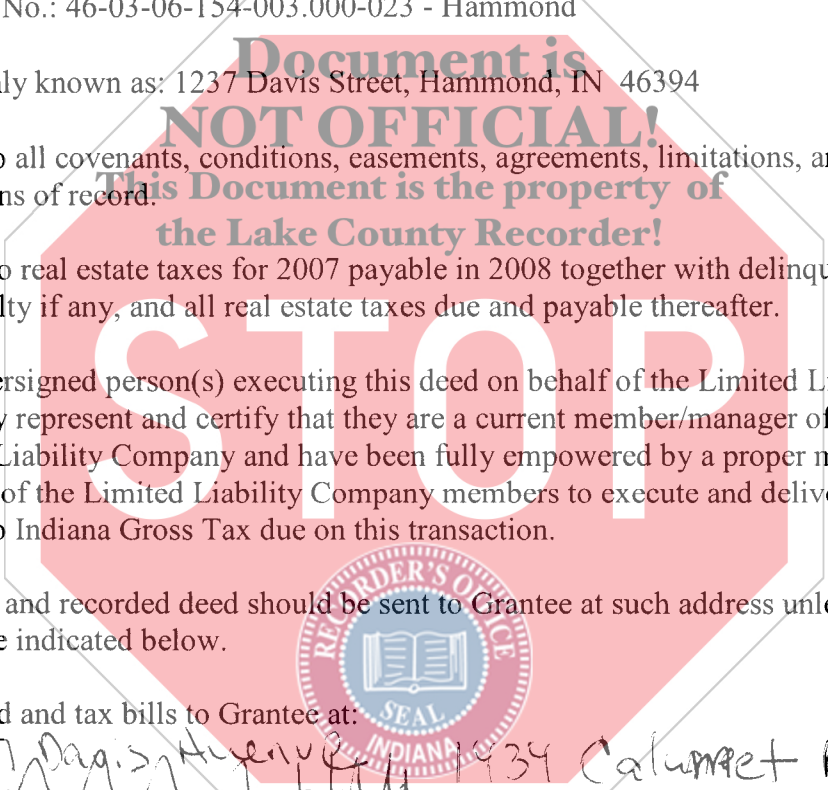 No.: 46-03-06-154-003.000-023 - Hammond
Document is
ly known as: 1237 Davis Street, Hammond, IN 46394
NOT OFFICIAL!
all covenants, conditions, easements, agreements, limitations, a
This Document is the property of
ns of record.
the Lake County Recorder!
o real estate taxes for 2007 payable in 2008 together with delinqu
lty if any, and all real estate taxes due and payable thereafter.
STOP
ersigned person(s) executing this deed on behalf of the Limited L
y represent and certify that they are a current member/manager of
Liability Company and have been fully empowered by a proper m
of the Limited Liability Company members to execute and delive
o Indiana Gross Tax due on this transaction.
RECORDER'S OFFICE
and recorded deed should be sent to Grantee at such address unle
e indicated below.
SEAL
d and tax bills to Grantee at:
INDIANA
1934 Calumet